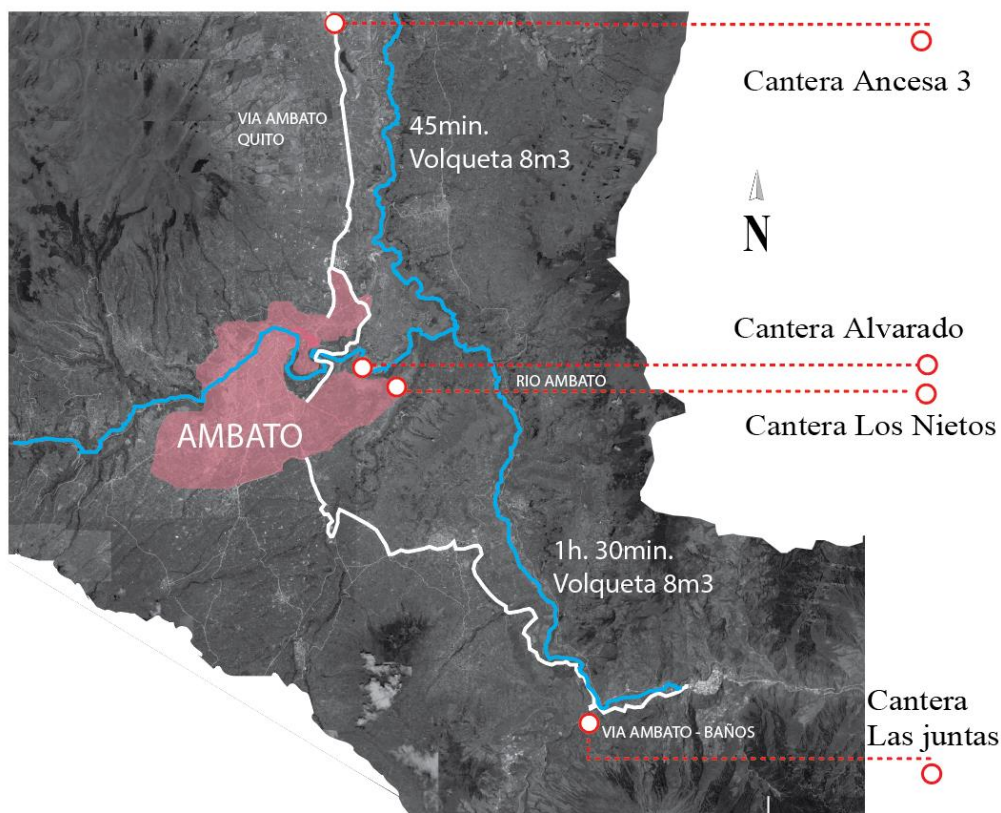 Cantera Ancesa 3
VIA AMBATO
QUITO
45min.
Volqueta 8m3
N
Cantera Alvarado
RIO AMBATO
Cantera Los Nietos
AMBATO
1h. 30min.
Volqueta 8m3
Cantera
Las juntas
VIA AMBATO - BAÑOS